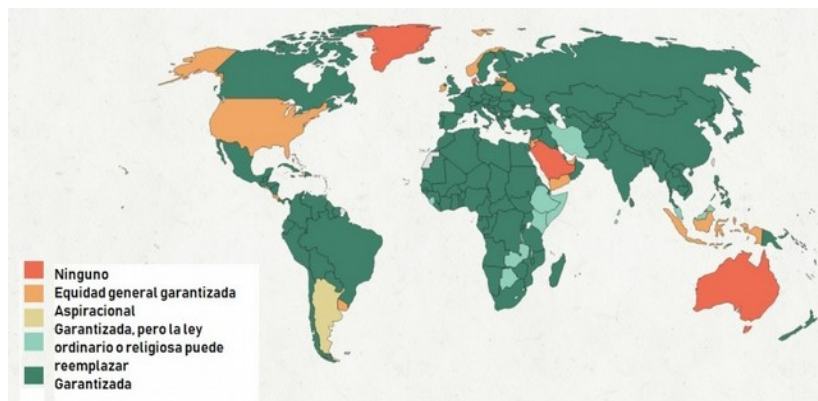 Ninguno
Equidad general garantizada
Aspiracional
Garantizada, pero la ley
ordinario o religiosa puede
reemplazar
Garantizada